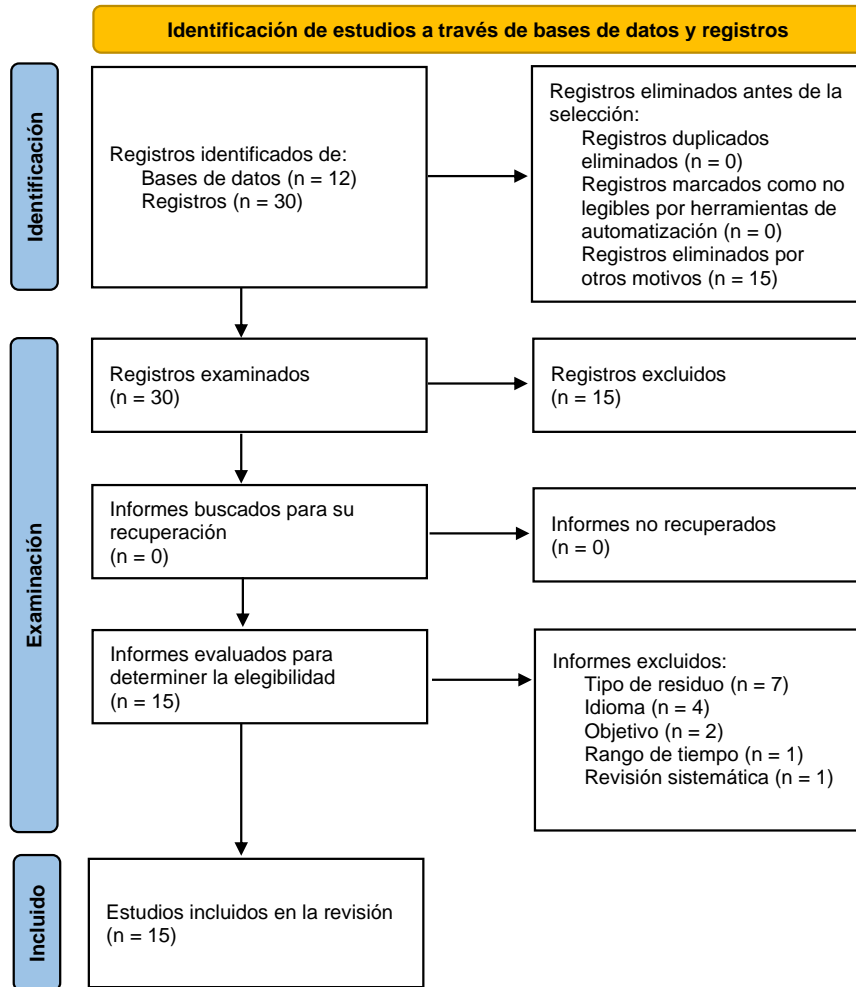 Identificación de estudios a través de bases de datos y registros
Identificación
Registros identificados de:
Bases de datos (n = 12)
Registros (n = 30)
Registros eliminados antes de la
selección:
Registros duplicados
eliminados (n = 0)
Registros marcados como no
legibles por herramientas de
automatización (n = 0)
Registros eliminados por
otros motivos (n = 15)
Examinación
Registros examinados
(n = 30)
Registros excluidos
(n = 15)
Informes buscados para su
recuperación
(n = 0)
Informes no recuperados
(n = 0)
Informes evaluados para
determiner la elegibilidad
(n = 15)
Informes excluidos:
Tipo de residuo (n = 7)
Idioma (n = 4)
Objetivo (n = 2)
Rango de tiempo (n = 1)
Revisión sistemática (n = 1)
Incluido
Estudios incluidos en la revisión
(n = 15)